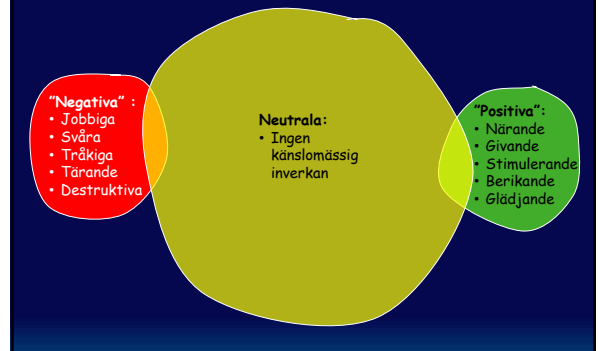 "Negativa" :
• Jobbiga
• Svåra
• Tråkiga
• Tärande
• Destruktiva
Neutrala:
• Ingen
känslomässig
inverkan
"Positiva":
• Närande
• Givande
• Stimulerande
• Berikande
• Glädjande